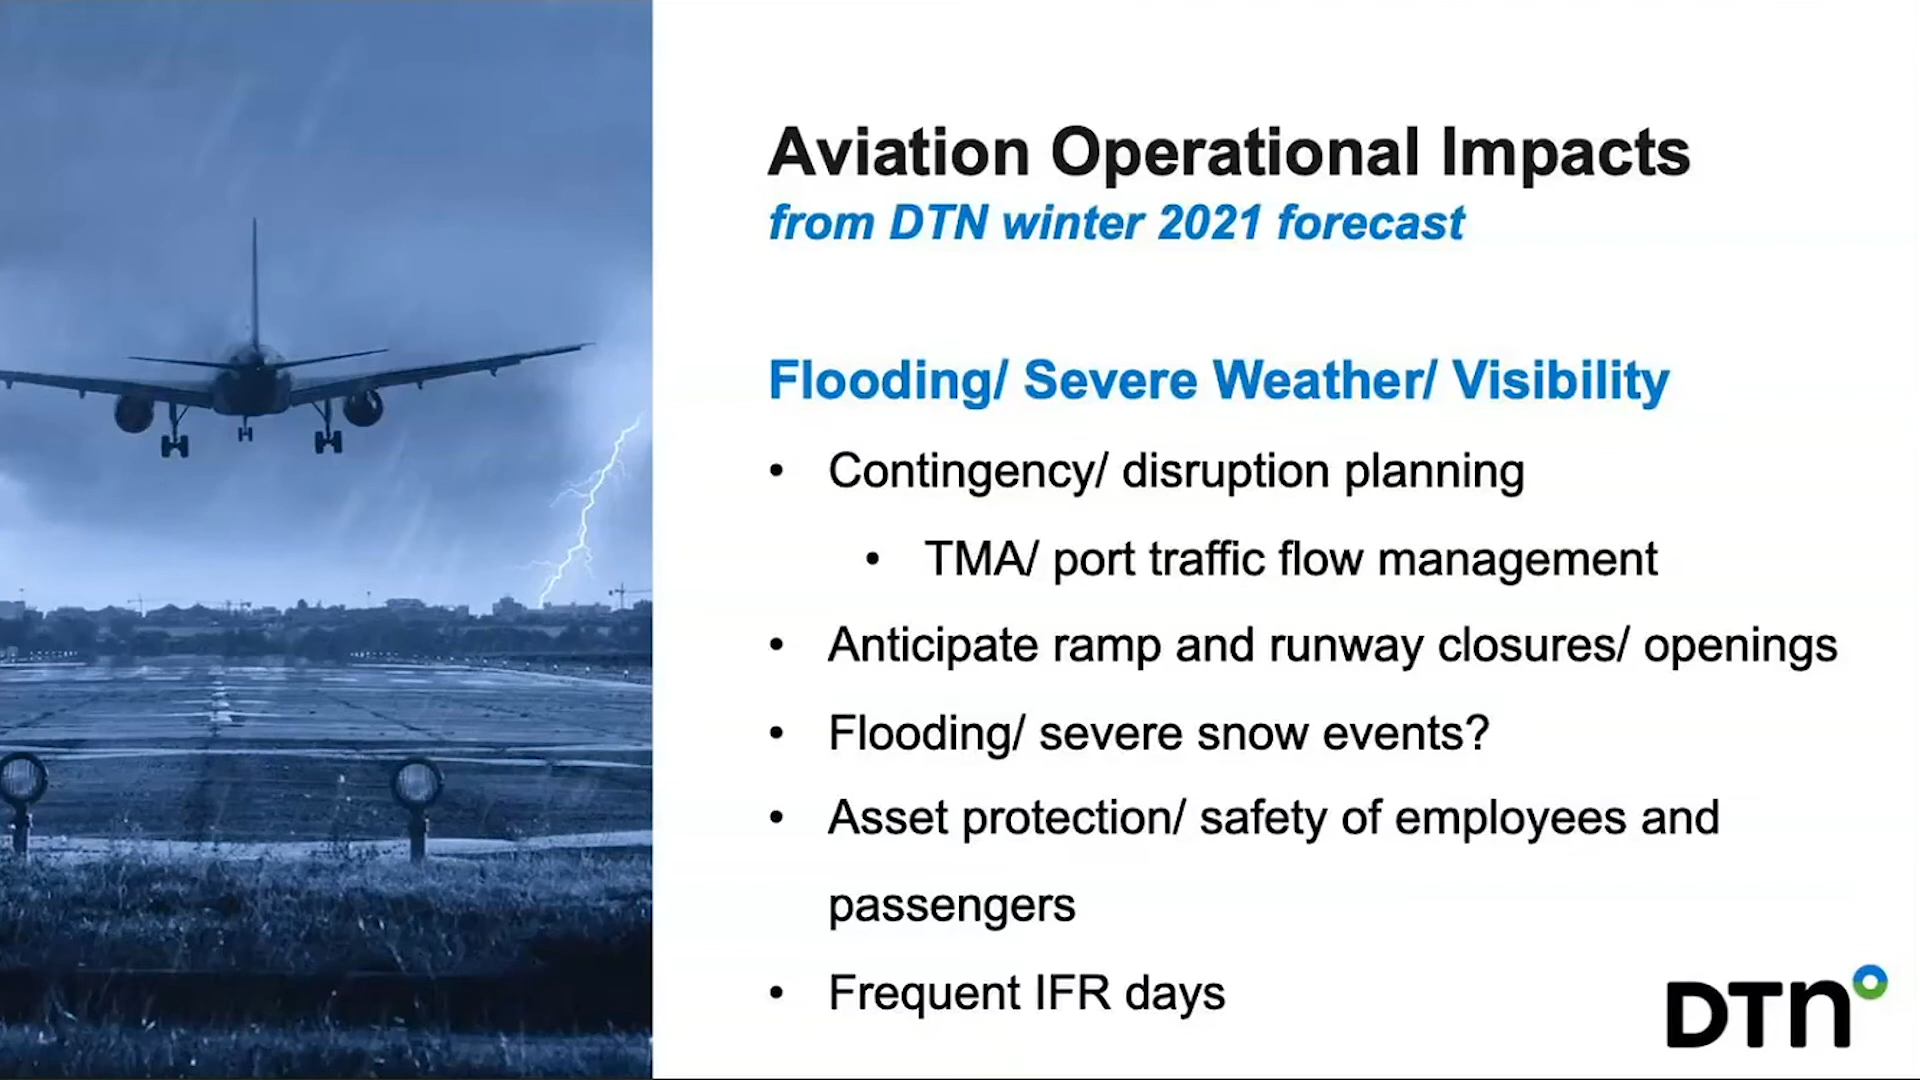 Aviation Operational Impacts
from DTN winter 2021 forecast
Flooding/ Severe Weather/ Visibility
• Contingency/ disruption planning
• TMA/ port traffic flow management
• Anticipate ramp and runway closures/ openings
• Flooding/ severe snow events?
• Asset protection/ safety of employees and
passengers
• Frequent IFR days
DTN